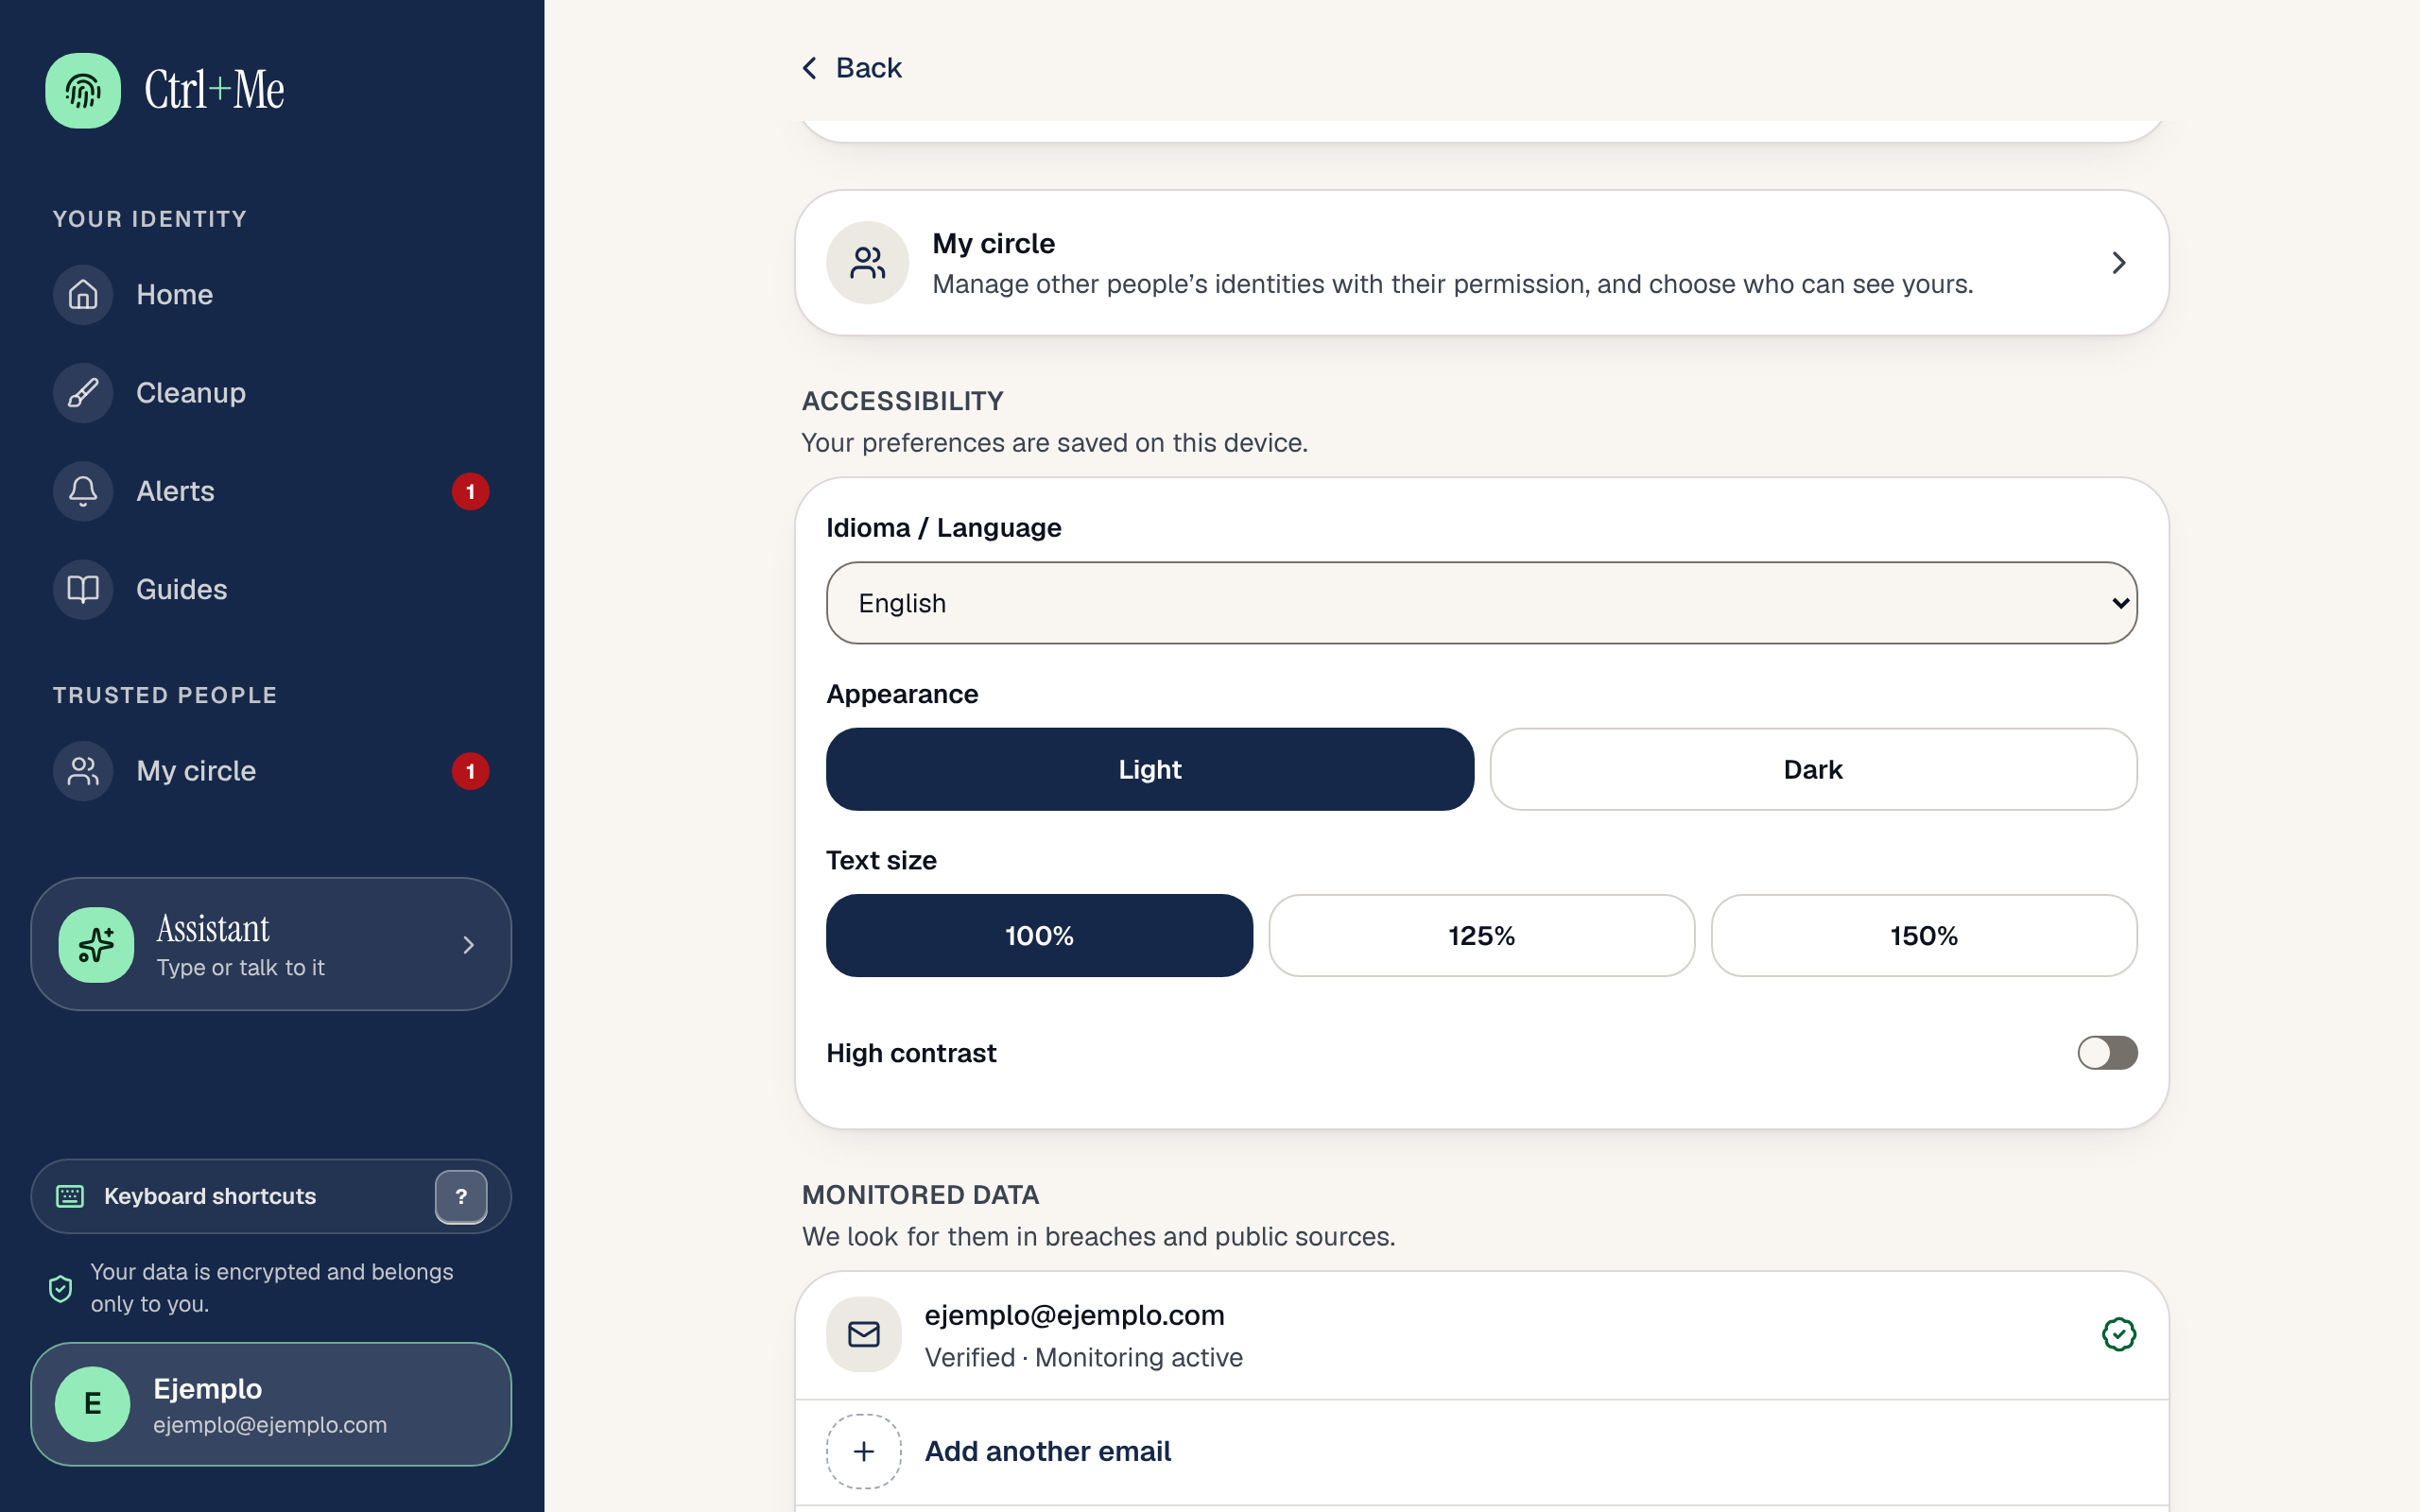 Ctrl+Me
YOUR IDENTITY
Home
Cleanup
Alerts
1
Guides
TRUSTED PEOPLE
My circle
1
Assistant
Type or talk to it
Keyboard shortcuts
?
Your data is encrypted and belongs
only to you.
E
Ejemplo
ejemplo@ejemplo.com
Back
My circle
Manage other people’s identities with their permission, and choose who can see yours.
ACCESSIBILITY
Your preferences are saved on this device.
Idioma / Language
English
Appearance
Light
Dark
Text size
100%
125%
150%
High contrast
MONITORED DATA
We look for them in breaches and public sources.
ejemplo@ejemplo.com
Verified · Monitoring active
Add another email